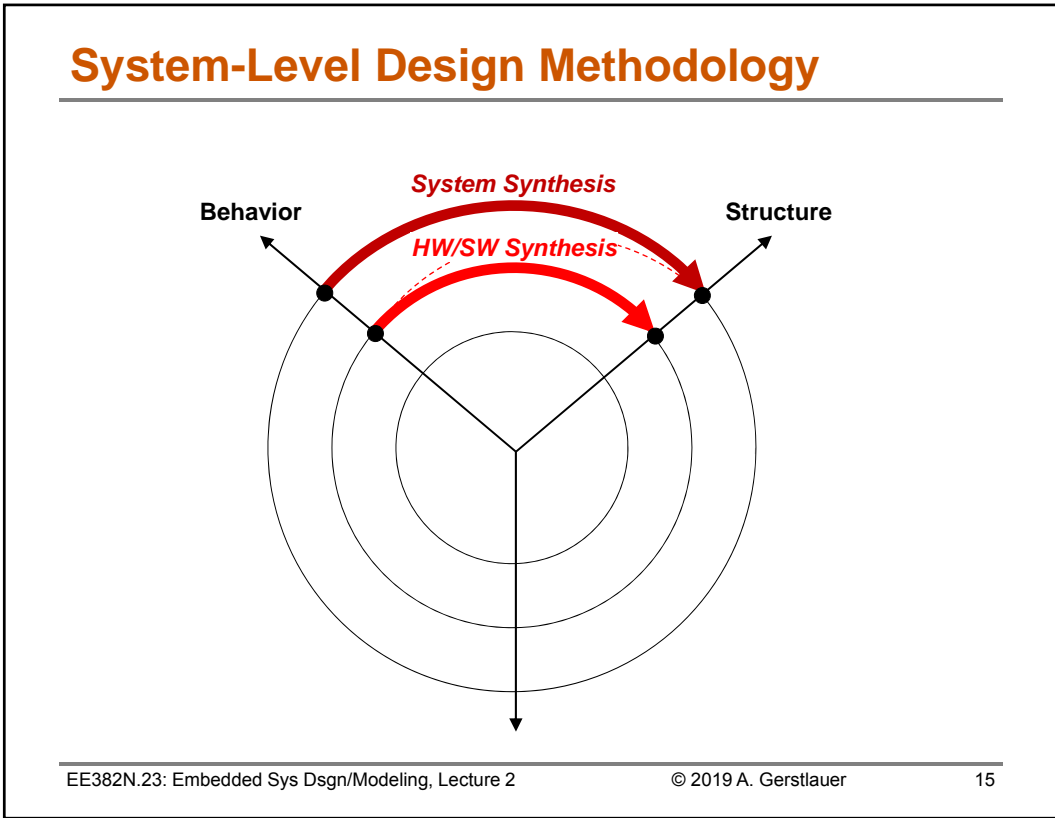 System-Level Design Methodology
System Synthesis
Behavior
Structure
HW/SW Synthesis
EE382N.23: Embedded Sys Dsgn/Modeling, Lecture 2
© 2019 A. Gerstlauer
15